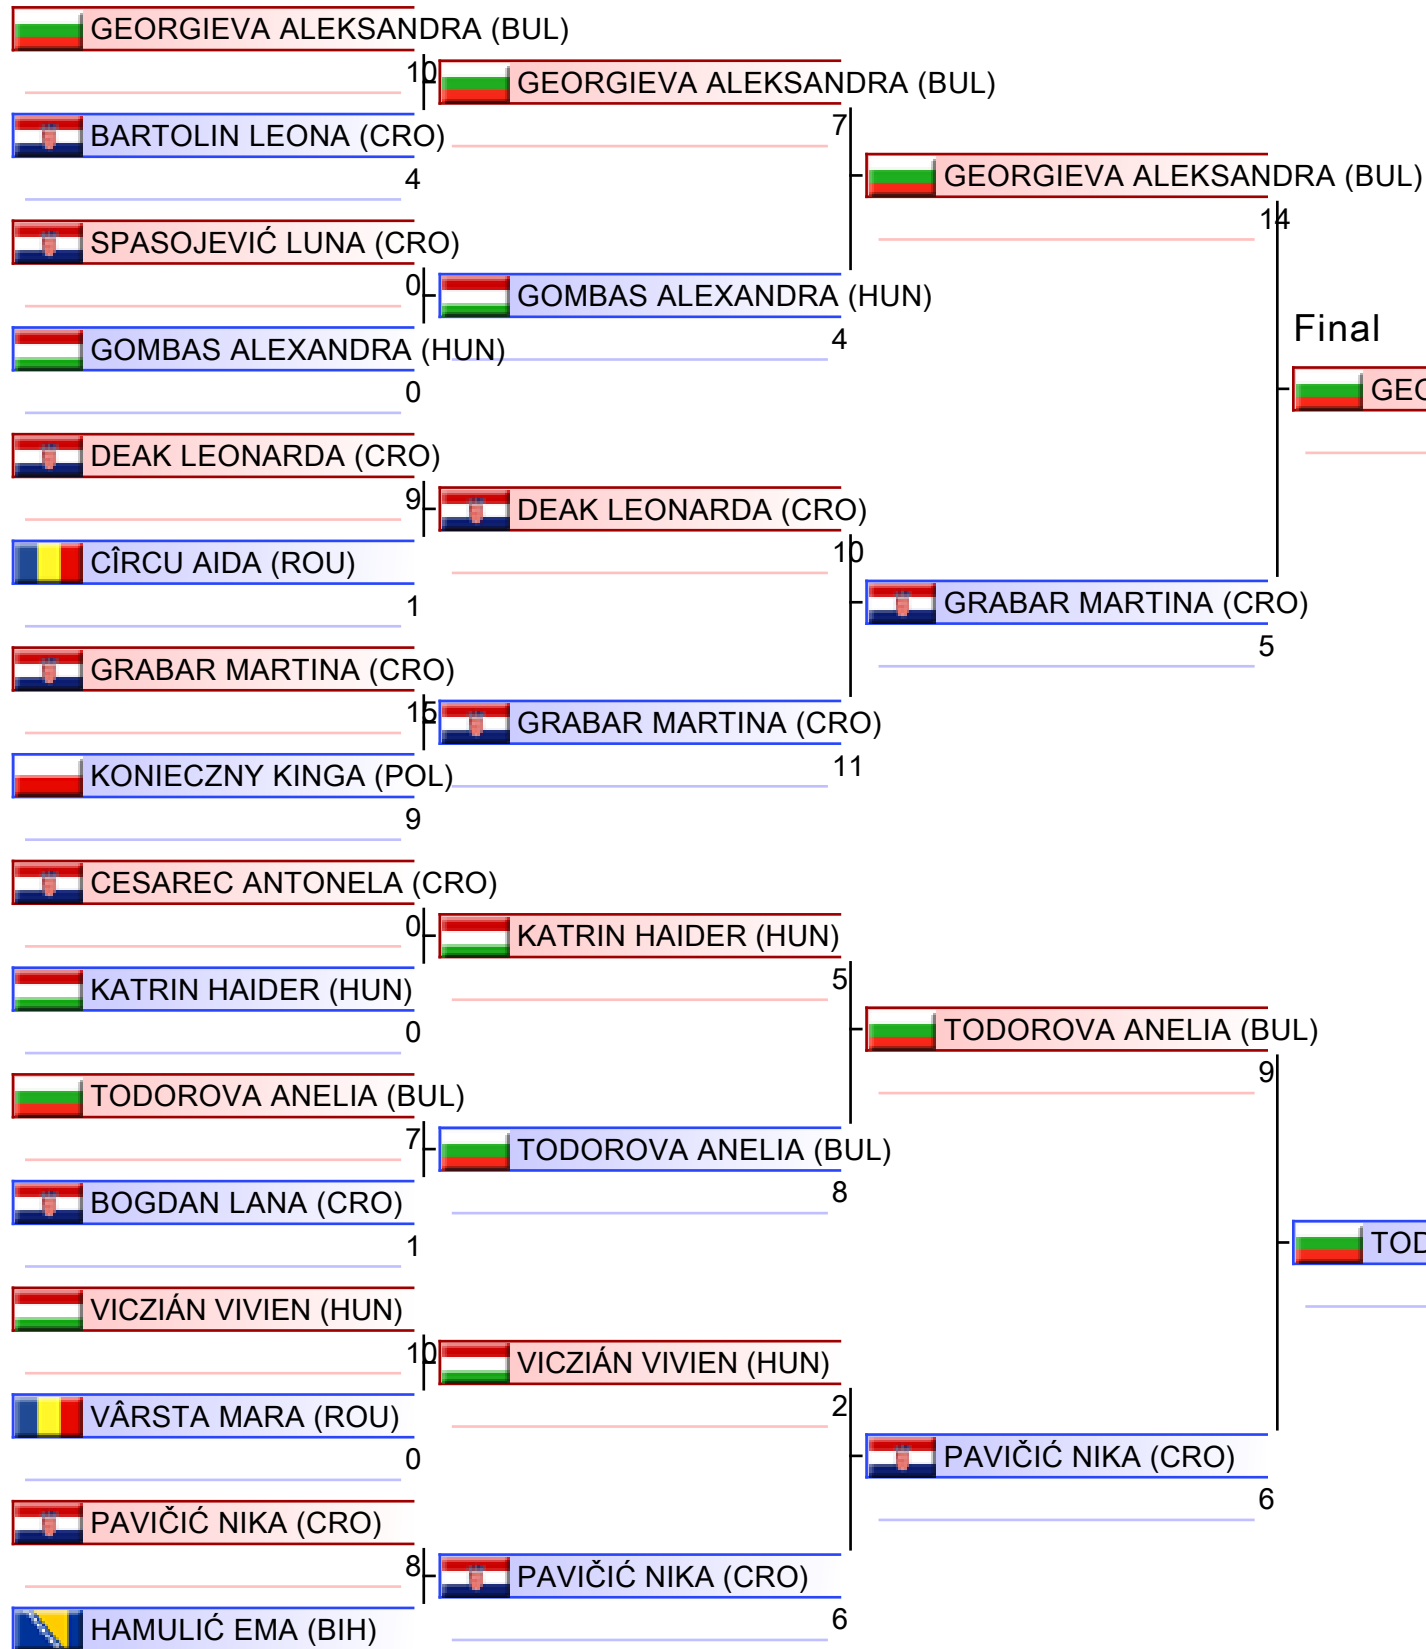 GEORGIEVA ALEKSANDRA (BUL)
10
BARTOLIN LEONA (CRO)
4
SPASOJEVIĆ LUNA (CRO)
0
GOMBAS ALEXANDRA (HUN)
0
DEAK LEONARDA (CRO)
9
CÎRCU AIDA (ROU)
1
GRABAR MARTINA (CRO)
15
KONIECZNY KINGA (POL)
9
CESAREC ANTONELA (CRO)
0
KATRIN HAIDER (HUN)
0
TODOROVA ANELIA (BUL)
7
BOGDAN LANA (CRO)
1
VICZIÁN VIVIEN (HUN)
10
VÂRSTA MARA (ROU)
0
PAVIČIĆ NIKA (CRO)
8
HAMULIĆ EMA (BIH)
GEORGIEVA ALEKSANDRA (BUL)
7
GOMBAS ALEXANDRA (HUN)
4
DEAK LEONARDA (CRO)
10
GRABAR MARTINA (CRO)
11
KATRIN HAIDER (HUN)
5
TODOROVA ANELIA (BUL)
8
VICZIÁN VIVIEN (HUN)
2
PAVIČIĆ NIKA (CRO)
6
GEORGIEVA ALEKSANDRA (BUL)
14
GRABAR MARTINA (CRO)
5
TODOROVA ANELIA (BUL)
9
PAVIČIĆ NIKA (CRO)
6
Final